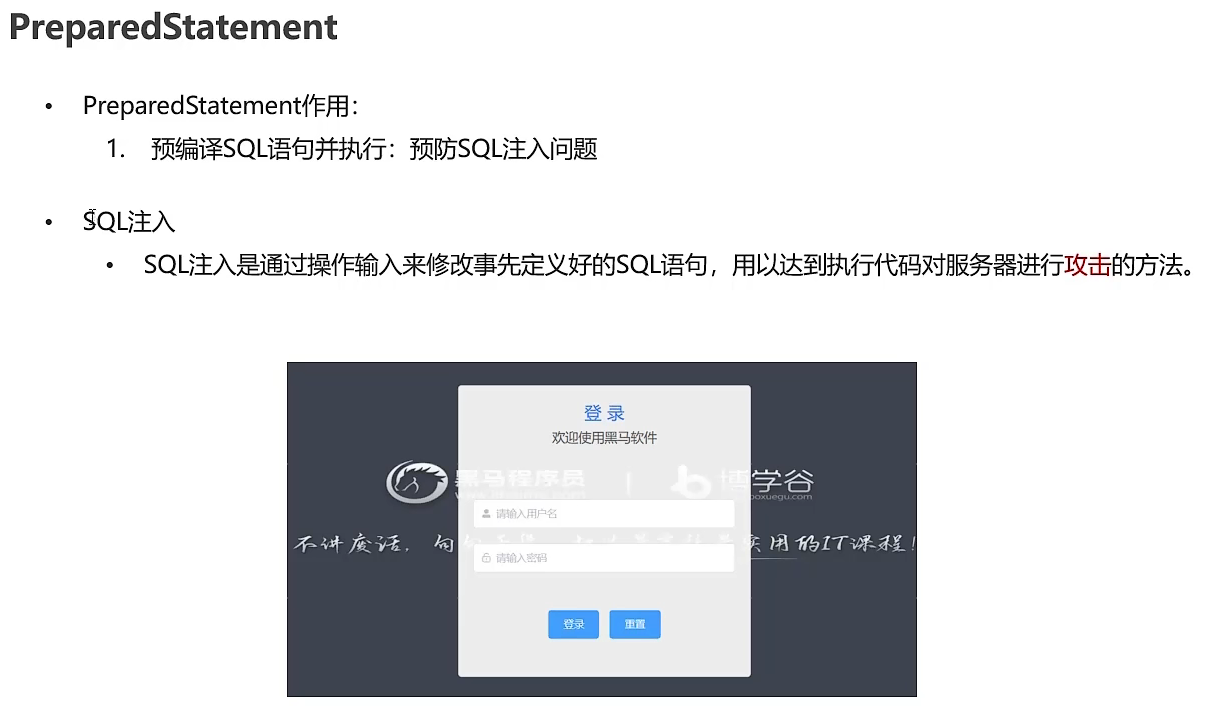 PreparedStatement
• PreparedStatement作用：
1. 预编译SQL语句并执行：预防SQL注入问题
• SQL注入
• SQL注入是通过操作输入来修改事先定义好的SQL语句，用以达到执行代码对服务器进行攻击的方法。
登 录
欢迎使用黑马软件
黑马程序员 | 博学谷
boxuegu.com
请输入用户名
不讲废话，句
实用的IT课程！
请输入密码
登录 重置